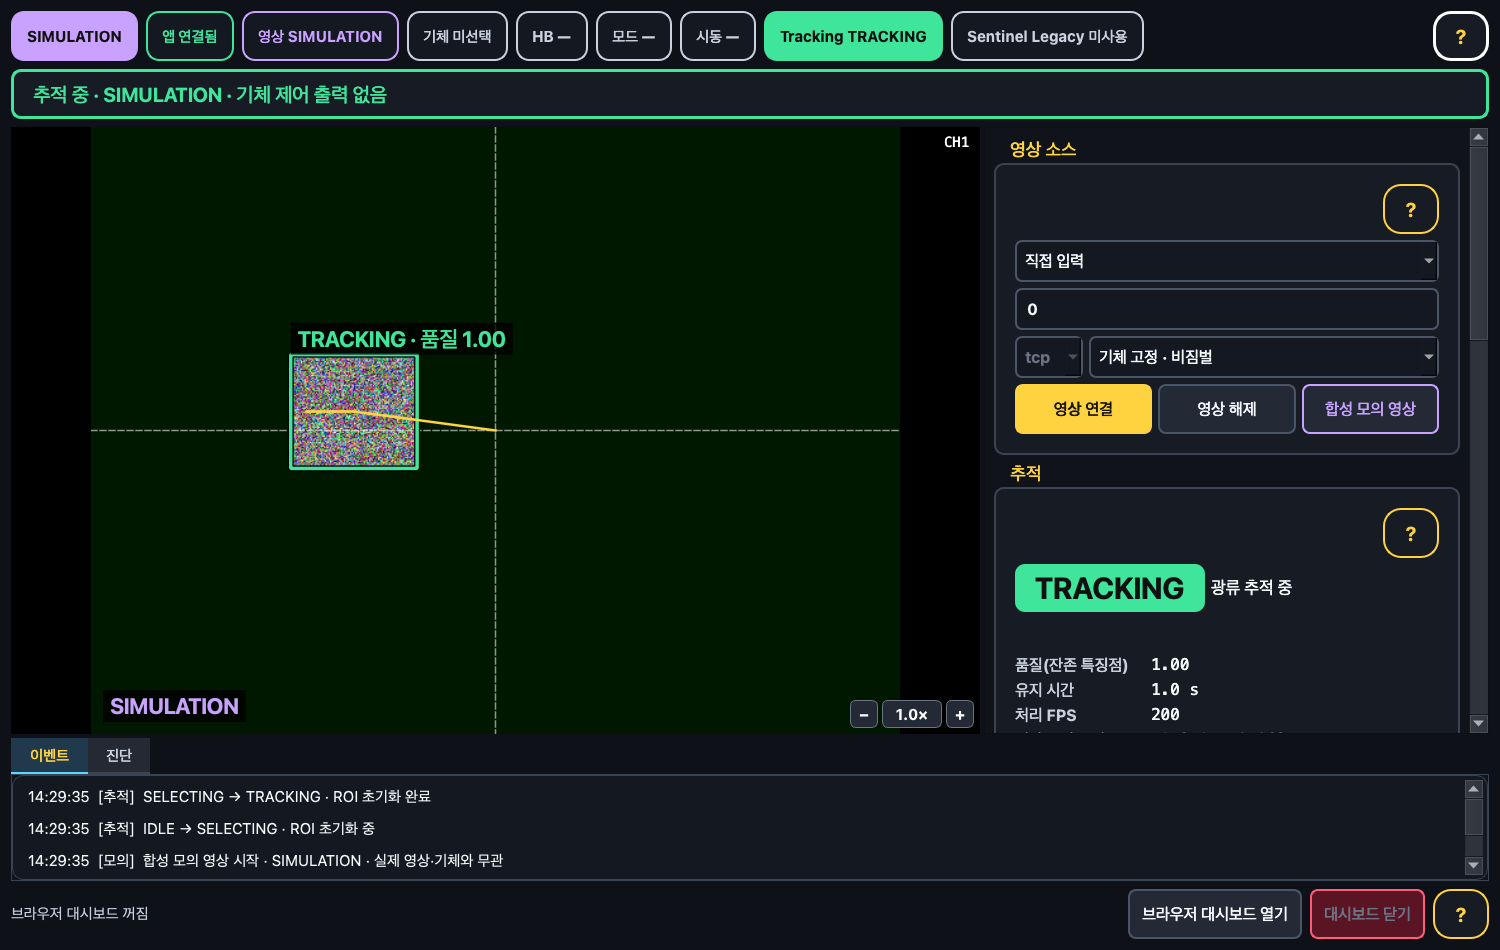 SIMULATION 앱 연결됨 영상 SIMULATION 기체 미선택 HB — 모드 — 시동 — Tracking TRACKING Sentinel Legacy 미사용 ?
추적 중 · SIMULATION · 기체 제어 출력 없음
CH1
TRACKING · 품질 1.00
SIMULATION
− 1.0× +
영상 소스
?
직접 입력
0
tcp 기체 고정 · 비짐벌
영상 연결 영상 해제 합성 모의 영상
추적
?
TRACKING 광류 추적 중
품질(잔존 특징점) 1.00
유지 시간 1.0 s
처리 FPS 200
이벤트 진단
14:29:35 [추적] SELECTING → TRACKING · ROI 초기화 완료
14:29:35 [추적] IDLE → SELECTING · ROI 초기화 중
14:29:35 [모의] 합성 모의 영상 시작 · SIMULATION · 실제 영상·기체와 무관
브라우저 대시보드 꺼짐 브라우저 대시보드 열기 대시보드 닫기 ?